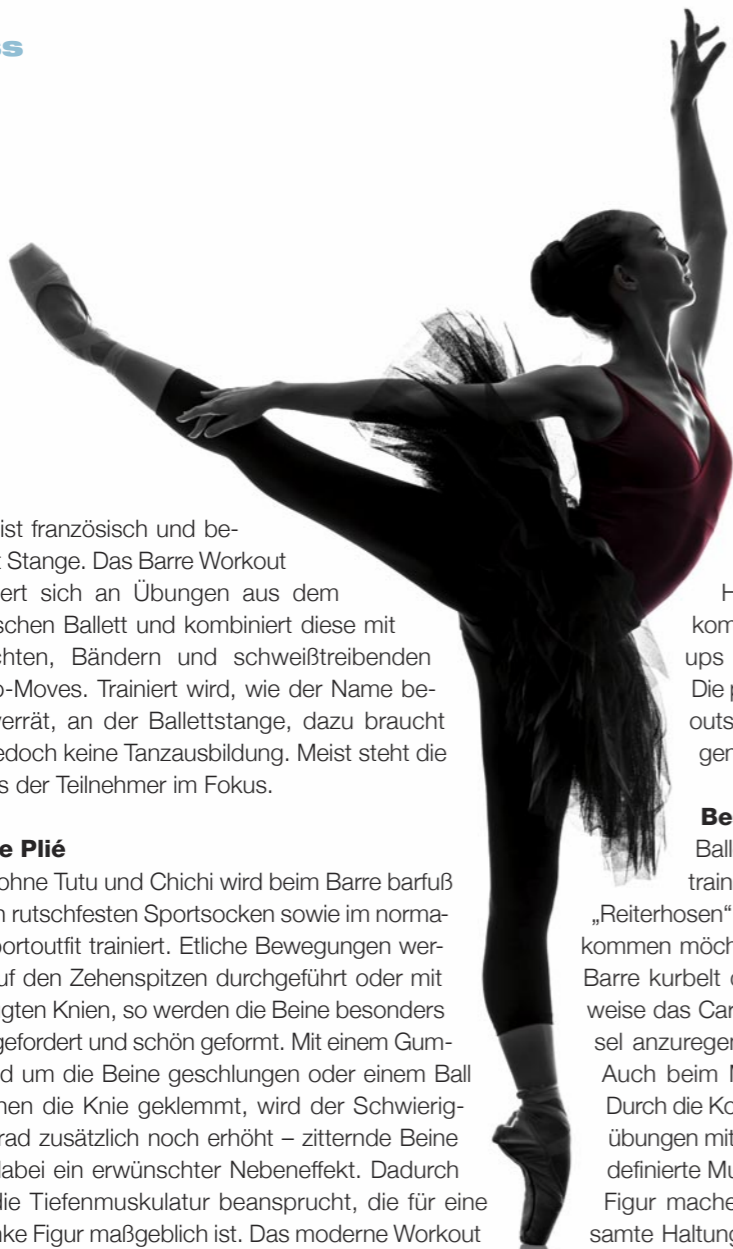 ss
ist französisch und be-
t Stange. Das Barre Workout
ert sich an Übungen aus dem
schen Ballett und kombiniert diese mit
chten, Bändern und schweißtreibenden
o-Moves. Trainiert wird, wie der Name be-
verrät, an der Ballettstange, dazu braucht
edoch keine Tanzausbildung. Meist steht die
s der Teilnehmer im Fokus.
e Plié
ohne Tutu und Chichi wird beim Barre barfuß
n rutschfesten Sportsocken sowie im norma-
portoutfit trainiert. Etliche Bewegungen wer-
uf den Zehenspitzen durchgeführt oder mit
gten Knien, so werden die Beine besonders
gefordert und schön geformt. Mit einem Gum-
d um die Beine geschlungen oder einem Ball
hen die Knie geklemmt, wird der Schwierig-
rad zusätzlich noch erhöht – zitternde Beine
dabei ein erwünschter Nebeneffekt. Dadurch
die Tiefenmuskulatur beansprucht, die für eine
nke Figur maßgeblich ist. Das moderne Workout
H
kom
ups
Die p
outs
gen
Be
Ball
train
„Reiterhosen“
kommen möch
Barre kurbelt
weise das Car
sel anzureger
Auch beim
Durch die Ko
übungen mit
definierte Mu
Figur mache
samte Haltung